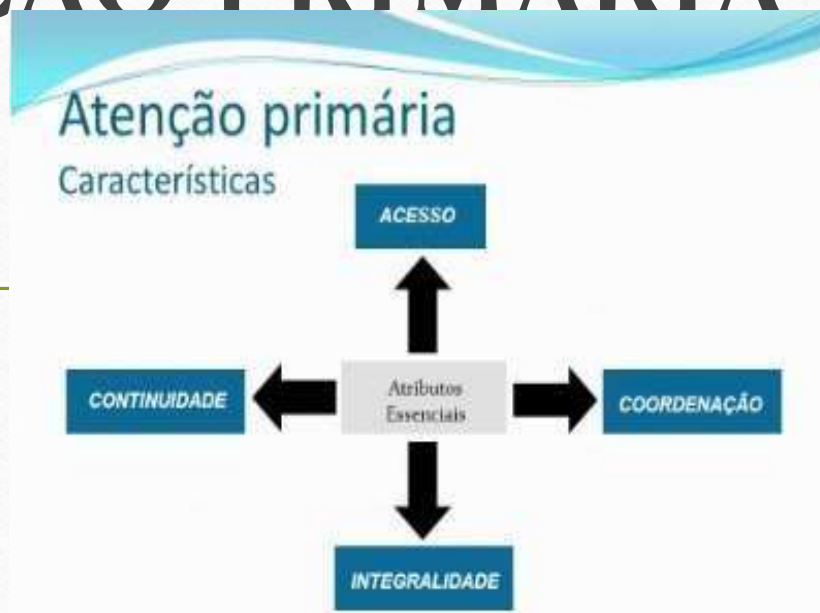 Atenção primária
Características
ACESSO
CONTINUIDADE
Atributos
Essenciais
COORDENAÇÃO
INTEGRALIDADE